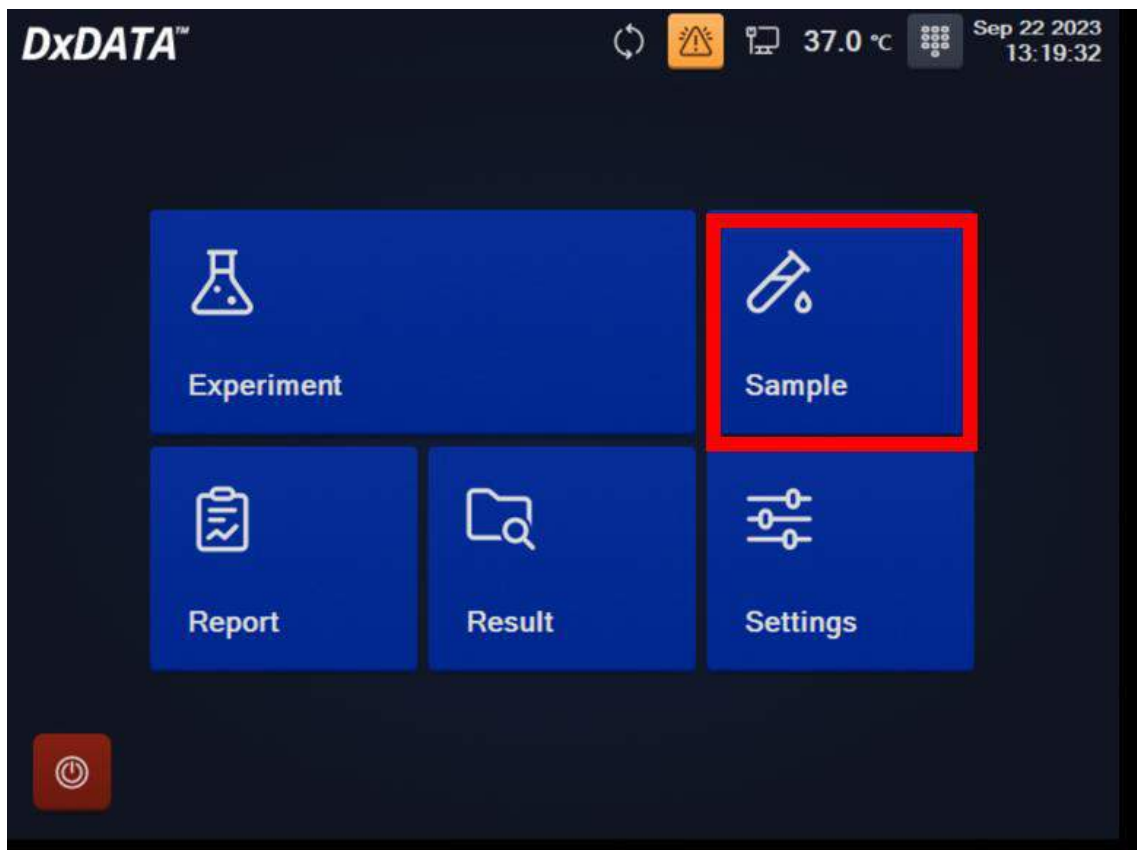 DxDATA™
37.0 ℃
Sep 22 2023
13:19:32
Experiment
Sample
Report
Result
Settings